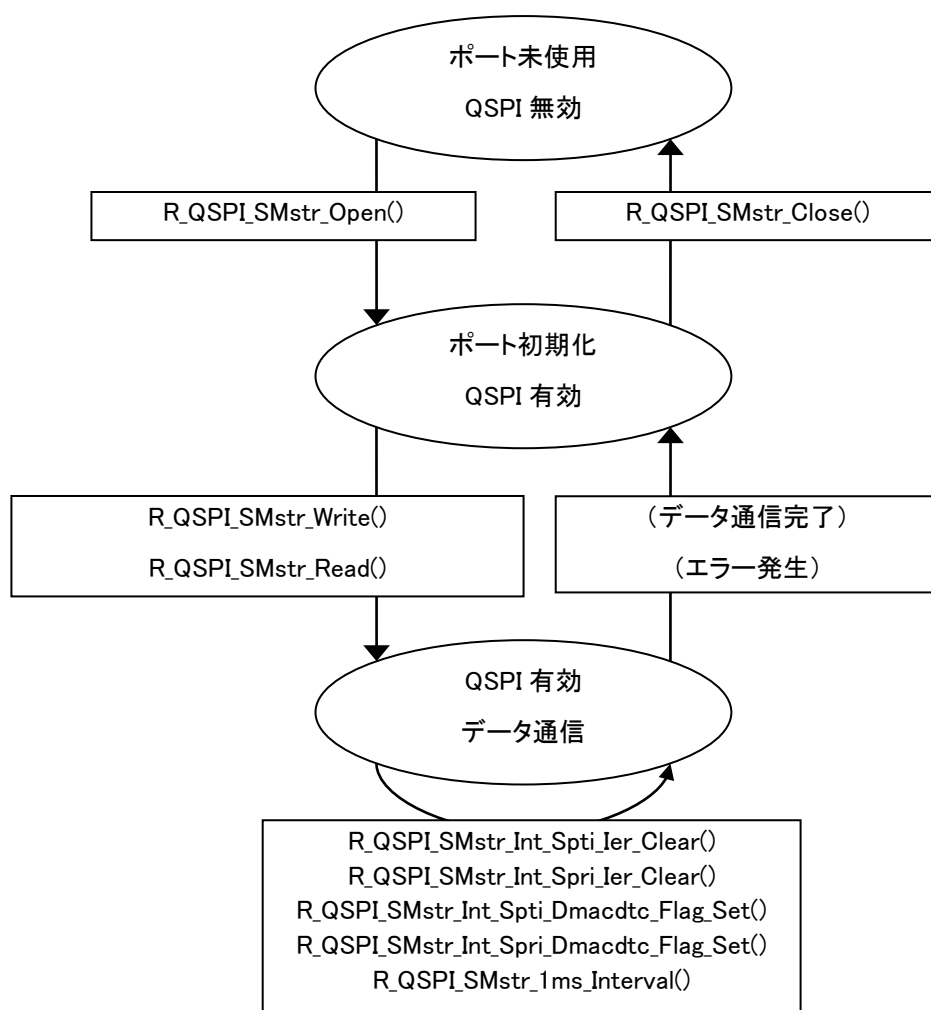 ポート未使用
QSPI 無効
R_QSPI_SMstr_Open()
R_QSPI_SMstr_Close()
ポート初期化
QSPI 有効
R_QSPI_SMstr_Write()
R_QSPI_SMstr_Read()
(データ通信完了)
(エラー発生)
QSPI 有効
データ通信
R_QSPI_SMstr_Int_Spti_Ier_Clear()
R_QSPI_SMstr_Int_Spri_Ier_Clear()
R_QSPI_SMstr_Int_Spti_Dmacdtc_Flag_Set()
R_QSPI_SMstr_Int_Spri_Dmacdtc_Flag_Set()
R_QSPI_SMstr_1ms_Interval()